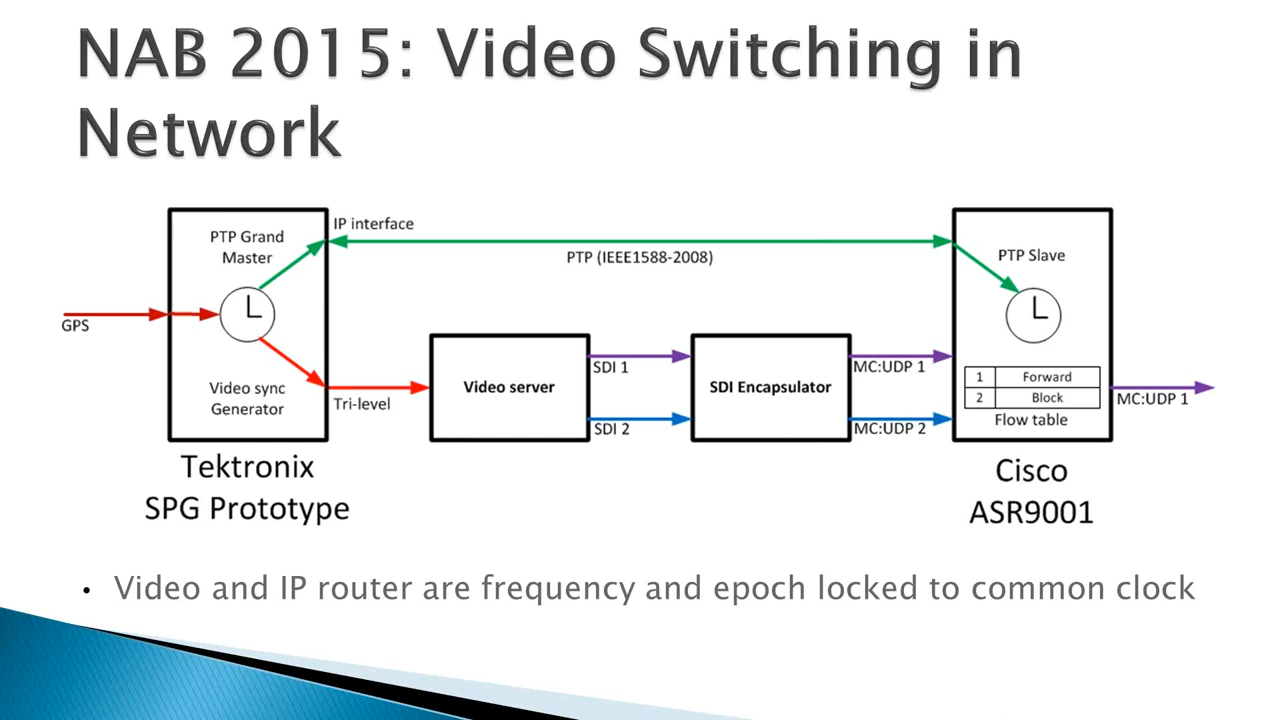 NAB 2015: Video Switching in
Network
PTP Grand
Master
IP interface
PTP (IEEE1588-2008)
PTP Slave
GPS
Video sync
Generator
Tri-level
Video server
SDI 1
SDI 2
SDI Encapsulator
MC:UDP 1
MC:UDP 2
1 Forward
2 Block
Flow table
MC:UDP 1
Tektronix
SPG Prototype
Cisco
ASR9001
• Video and IP router are frequency and epoch locked to common clock